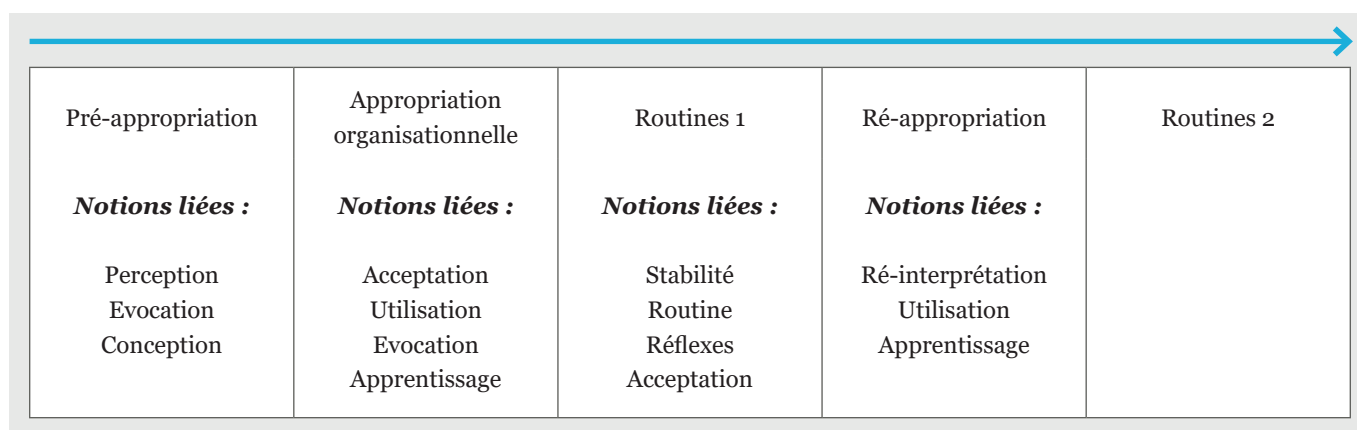 Pré-appropriation
Notions liées :
Perception
Evocation
Conception
Appropriation
organisationnelle
Notions liées :
Acceptation
Utilisation
Evocation
Apprentissage
Routines 1
Notions liées :
Stabilité
Routine
Réflexes
Acceptation
Ré-appropriation
Notions liées :
Ré-interprétation
Utilisation
Apprentissage
Routines 2